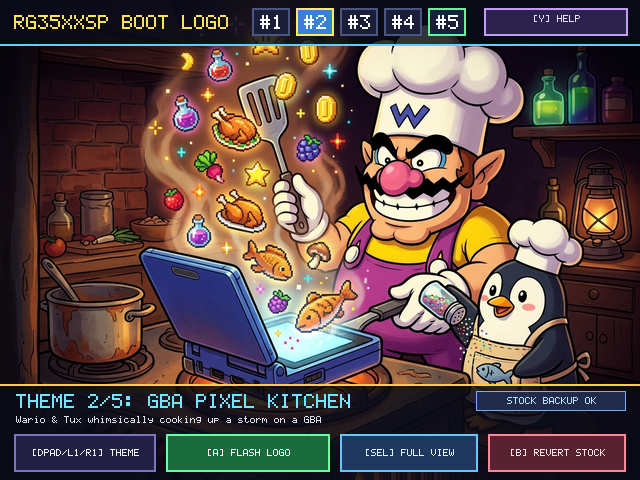 RG35XXSP BOOT LOGO
#1 #2 #3 #4 #5
[Y] HELP
W
THEME 2/5: GBA PIXEL KITCHEN
STOCK BACKUP OK
Wario & Tux whimsically cooking up a storm on a GBA
[DPAD/L1/R1] THEME
[A] FLASH LOGO
[SEL] FULL VIEW
[B] REVERT STOCK